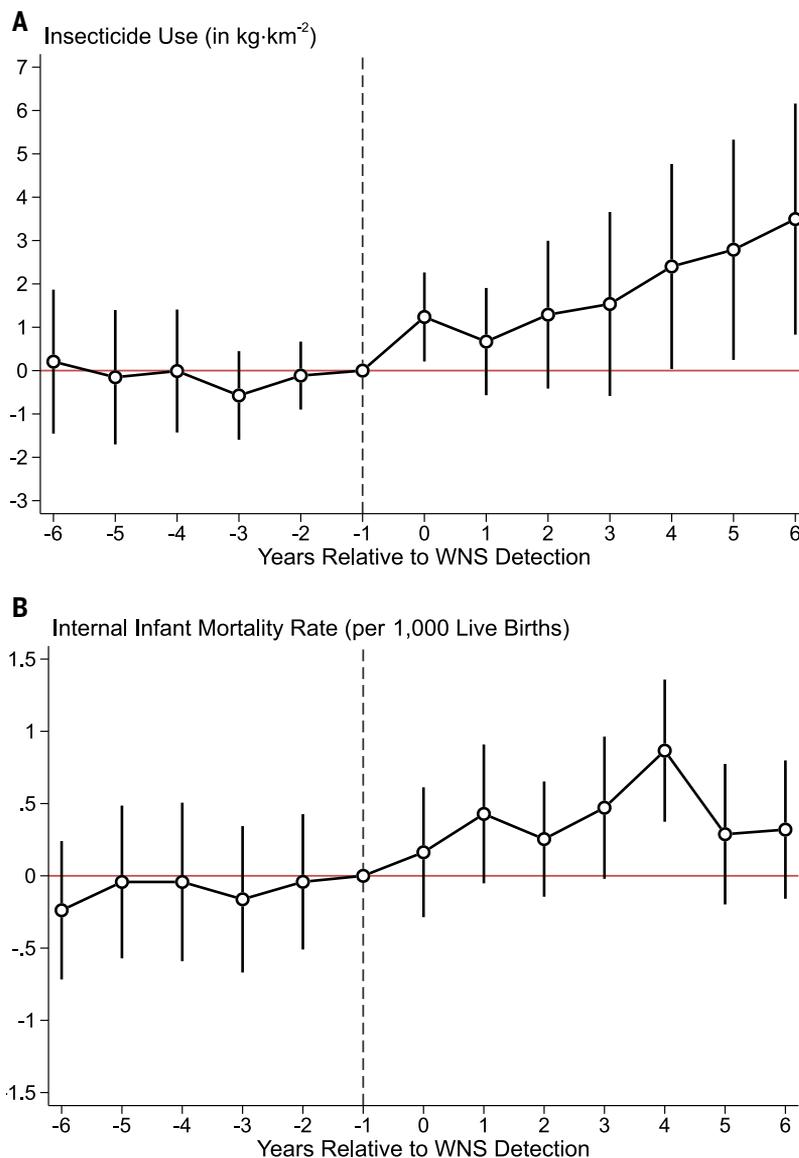 A
Insecticide Use (in kg·km⁻²)
7
6
5
4
3
2
1
0
-1
-2
-3
-6 -5 -4 -3 -2 -1 0 1 2 3 4 5 6
Years Relative to WNS Detection
B
Internal Infant Mortality Rate (per 1,000 Live Births)
1.5
1
.5
0
-.5
-1
-1.5
-6 -5 -4 -3 -2 -1 0 1 2 3 4 5 6
Years Relative to WNS Detection